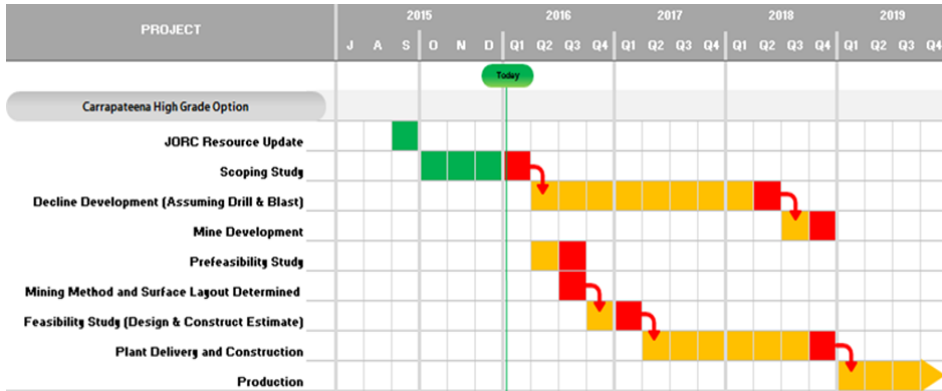 PROJECT
2015 2016 2017 2018 2019
J A S O N D Q1 Q2 Q3 Q4 Q1 Q2 Q3 Q4 Q1 Q2 Q3 Q4 Q1 Q2 Q3 Q4
Today
Carrapateena High Grade Option
JORC Resource Update
Scoping Study
Decline Development (Assuming Drill & Blast)
Mine Development
Prefeasibility Study
Mining Method and Surface Layout Determined
Feasibility Study (Design & Construct Estimate)
Plant Delivery and Construction
Production